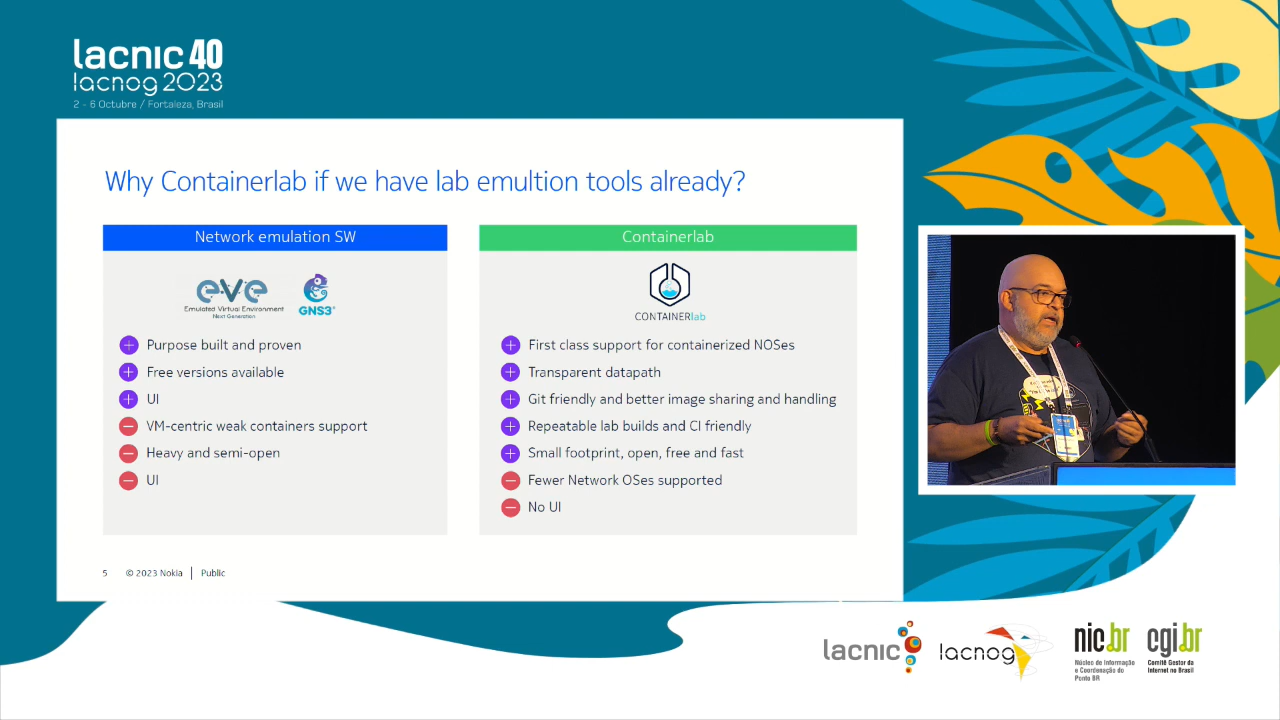 lacnic 40
lacnog 2023
2 - 6 Octubre / Fortaleza, Brasil
Why Containerlab if we have lab emultion tools already?
Network emulation SW
eve
Emulated Virtual Environment
Next Generation
GNS3
Purpose built and proven
Free versions available
UI
VM-centric weak containers support
Heavy and semi-open
UI
Containerlab
CONTAINERlab
First class support for containerized NOSes
Transparent datapath
Git friendly and better image sharing and handling
Repeatable lab builds and CI friendly
Small footprint, open, free and fast
Fewer Network OSes supported
No UI
5 © 2023 Nokia | Public
lacnic
lacnog
nic.br
Núcleo de Informação
e Coordenação do
Ponto BR
cgi.br
Comitê Gestor da
Internet no Brasil